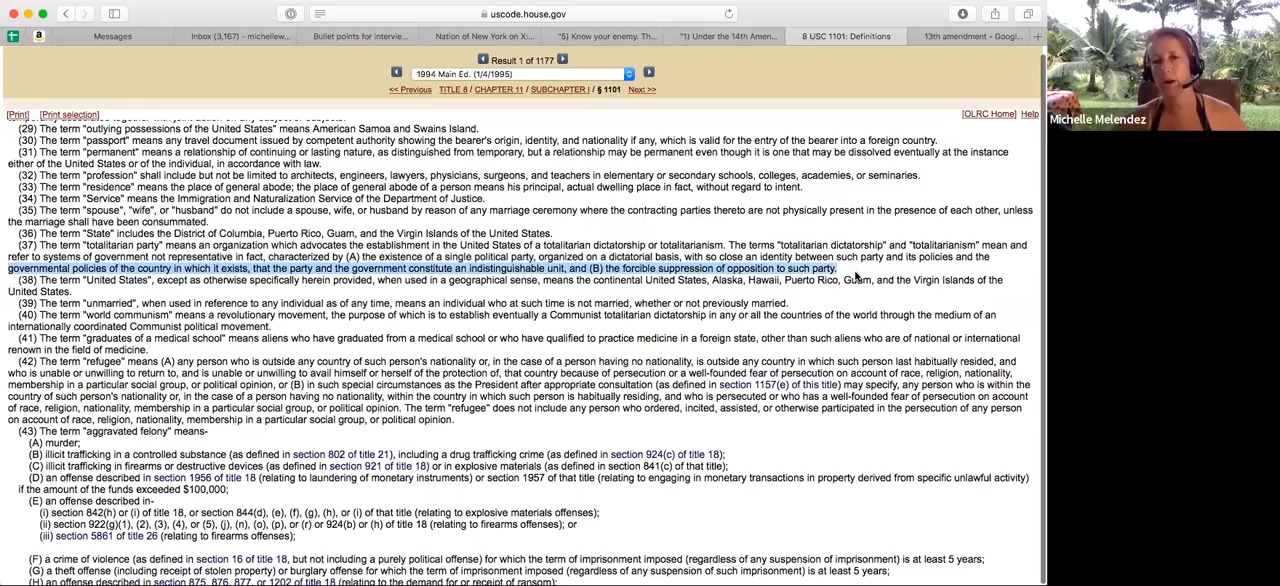 uscode.house.gov
Messages
Inbox (3,167) - michellew...
Bullet points for intervie...
Nation of New York on X:...
"5) Know your enemy. Th...
"1) Under the 14th Amen...
8 USC 1101: Definitions
13th amendment - Googl...
Result 1 of 1177
1994 Main Ed. (1/4/1995)
<< Previous TITLE 8 / CHAPTER 11 / SUBCHAPTER I / § 1101 Next >>
[Print] [Print selection] [OLRC Home] Help
(29) The term "outlying possessions of the United States" means American Samoa and Swains Island.
(30) The term "passport" means any travel document issued by competent authority showing the bearer's origin, identity, and nationality if any, which is valid for the entry of the bearer into a foreign country.
(31) The term "permanent" means a relationship of continuing or lasting nature, as distinguished from temporary, but a relationship may be permanent even though it is one that may be dissolved eventually at the instance
either of the United States or of the individual, in accordance with law.
(32) The term "profession" shall include but not be limited to architects, engineers, lawyers, physicians, surgeons, and teachers in elementary or secondary schools, colleges, academies, or seminaries.
(33) The term "residence" means the place of general abode; the place of general abode of a person means his principal, actual dwelling place in fact, without regard to intent.
(34) The term "Service" means the Immigration and Naturalization Service of the Department of Justice.
(35) The term "spouse", "wife", or "husband" do not include a spouse, wife, or husband by reason of any marriage ceremony where the contracting parties thereto are not physically present in the presence of each other, unless
the marriage shall have been consummated.
(36) The term "State" includes the District of Columbia, Puerto Rico, Guam, and the Virgin Islands of the United States.
(37) The term "totalitarian party" means an organization which advocates the establishment in the United States of a totalitarian dictatorship or totalitarianism. The terms "totalitarian dictatorship" and "totalitarianism" mean and
refer to systems of government not representative in fact, characterized by (A) the existence of a single political party, organized on a dictatorial basis, with so close an identity between such party and its policies and the
governmental policies of the country in which it exists, that the party and the government constitute an indistinguishable unit, and (B) the forcible suppression of opposition to such party.
(38) The term "United States", except as otherwise specifically herein provided, when used in a geographical sense, means the continental United States, Alaska, Hawaii, Puerto Rico, Guam, and the Virgin Islands of the
United States.
(39) The term "unmarried", when used in reference to any individual as of any time, means an individual who at such time is not married, whether or not previously married.
(40) The term "world communism" means a revolutionary movement, the purpose of which is to establish eventually a Communist totalitarian dictatorship in any or all the countries of the world through the medium of an
internationally coordinated Communist political movement.
(41) The term "graduates of a medical school" means aliens who have graduated from a medical school or who have qualified to practice medicine in a foreign state, other than such aliens who are of national or international
renown in the field of medicine.
(42) The term "refugee" means (A) any person who is outside any country of such person's nationality or, in the case of a person having no nationality, is outside any country in which such person last habitually resided, and
who is unable or unwilling to return to, and is unable or unwilling to avail himself or herself of the protection of, that country because of persecution or a well-founded fear of persecution on account of race, religion, nationality,
membership in a particular social group, or political opinion, or (B) in such special circumstances as the President after appropriate consultation (as defined in section 1157(e) of this title) may specify, any person who is within the
country of such person's nationality or, in the case of a person having no nationality, within the country in which such person is habitually residing, and who is persecuted or who has a well-founded fear of persecution on account
of race, religion, nationality, membership in a particular social group, or political opinion. The term "refugee" does not include any person who ordered, incited, assisted, or otherwise participated in the persecution of any person
on account of race, religion, nationality, membership in a particular social group, or political opinion.
(43) The term "aggravated felony" means-
(A) murder;
(B) illicit trafficking in a controlled substance (as defined in section 802 of title 21), including a drug trafficking crime (as defined in section 924(c) of title 18);
(C) illicit trafficking in firearms or destructive devices (as defined in section 921 of title 18) or in explosive materials (as defined in section 841(c) of that title);
(D) an offense described in section 1956 of title 18 (relating to laundering of monetary instruments) or section 1957 of that title (relating to engaging in monetary transactions in property derived from specific unlawful activity)
if the amount of the funds exceeded $100,000;
(E) an offense described in-
(i) section 842(h) or (i) of title 18, or section 844(d), (e), (f), (g), (h), or (i) of that title (relating to explosive materials offenses);
(ii) section 922(g)(1), (2), (3), (4), or (5), (j), (n), (o), (p), or (r) or 924(b) or (h) of title 18 (relating to firearms offenses); or
(iii) section 5861 of title 26 (relating to firearms offenses);
(F) a crime of violence (as defined in section 16 of title 18, but not including a purely political offense) for which the term of imprisonment imposed (regardless of any suspension of imprisonment) is at least 5 years;
(G) a theft offense (including receipt of stolen property) or burglary offense for which the term of imprisonment imposed (regardless of any suspension of such imprisonment) is at least 5 years;
(H) an offense described in section 875, 876, 877, or 1202 of title 18 (relating to the demand for or receipt of ransom);
Michelle Melendez